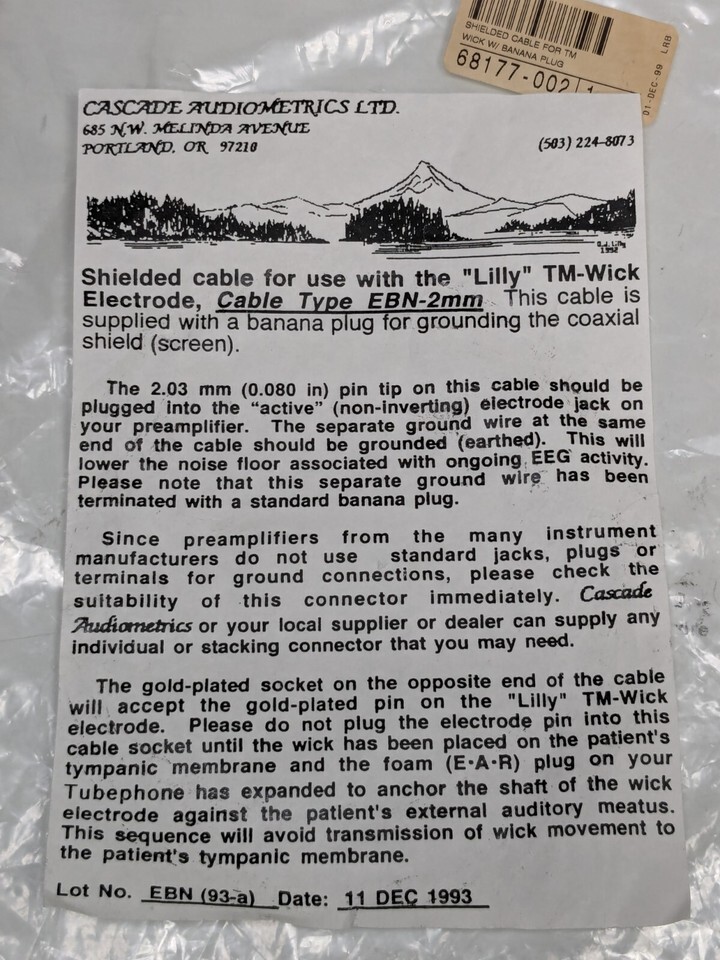 SHIELDED CABLE FOR TM
WICK W/ BANANA PLUG
68177-002
01-DEC-99 LRB
CASCADE AUDIOMETRICS LTD.
685 N.W. MELINDA AVENUE
PORTLAND, OR 97210
(503) 224-8073
1992
Shielded cable for use with the "Lilly" TM-Wick
Electrode, Cable Type EBN-2mm This cable is
supplied with a banana plug for grounding the coaxial
shield (screen).
The 2.03 mm (0.080 in) pin tip on this cable should be
plugged into the “active” (non-inverting) electrode jack on
your preamplifier. The separate ground wire at the same
end of the cable should be grounded (earthed). This will
lower the noise floor associated with ongoing EEG activity.
Please note that this separate ground wire has been
terminated with a standard banana plug.
Since preamplifiers from the many instrument
manufacturers do not use standard jacks, plugs or
terminals for ground connections, please check the
suitability of this connector immediately. Cascade
Audiometrics or your local supplier or dealer can supply any
individual or stacking connector that you may need.
The gold-plated socket on the opposite end of the cable
will accept the gold-plated pin on the "Lilly" TM-Wick
electrode. Please do not plug the electrode pin into this
cable socket until the wick has been placed on the patient's
tympanic membrane and the foam (E•A•R) plug on your
Tubephone has expanded to anchor the shaft of the wick
electrode against the patient's external auditory meatus.
This sequence will avoid transmission of wick movement to
the patient's tympanic membrane.
Lot No. EBN (93-a) Date: 11 DEC 1993